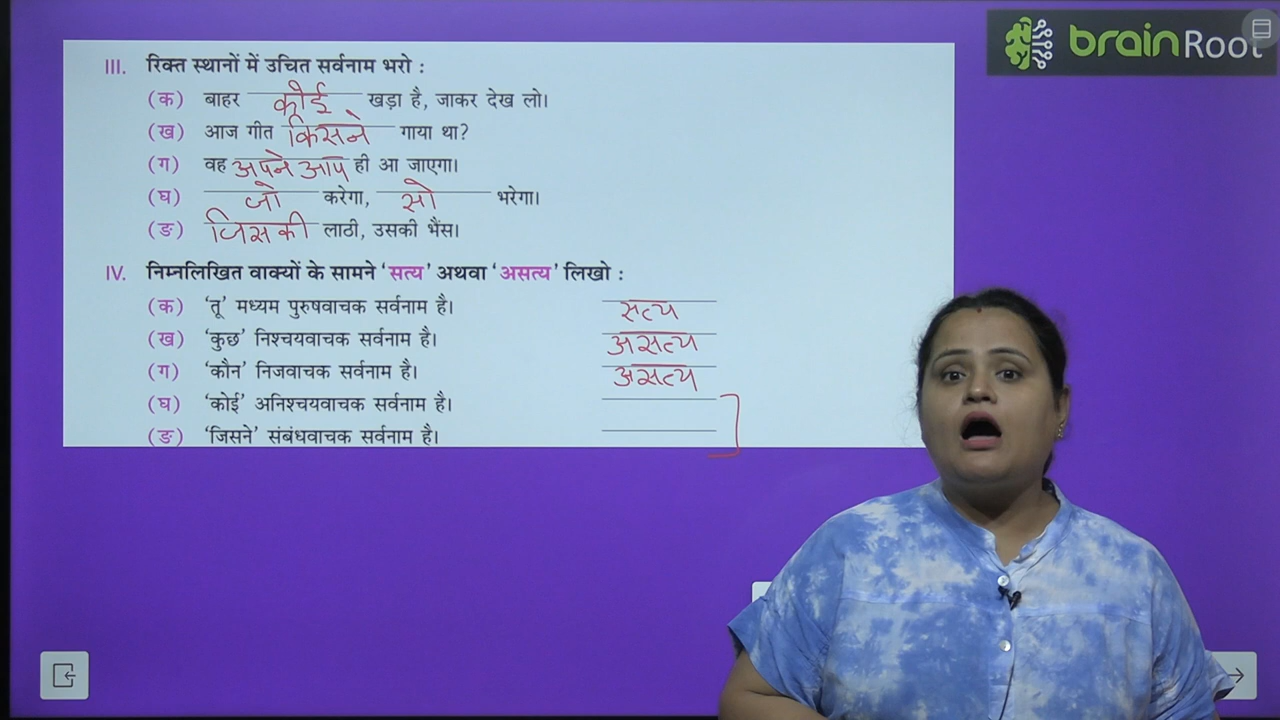 brainRoot
III. रिक्त स्थानों में उचित सर्वनाम भरो :
(क) बाहर कोई खड़ा है, जाकर देख लो।
(ख) आज गीत किसने गाया था?
(ग) वह अपने आप ही आ जाएगा।
(घ) जो करेगा, सो भरेगा।
(ङ) जिसकी लाठी, उसकी भैंस।
IV. निम्नलिखित वाक्यों के सामने 'सत्य' अथवा 'असत्य' लिखो :
(क) 'तू' मध्यम पुरुषवाचक सर्वनाम है। सत्य
(ख) 'कुछ' निश्चयवाचक सर्वनाम है। असत्य
(ग) 'कौन' निजवाचक सर्वनाम है। असत्य
(घ) 'कोई' अनिश्चयवाचक सर्वनाम है।
(ङ) 'जिसने' संबंधवाचक सर्वनाम है।